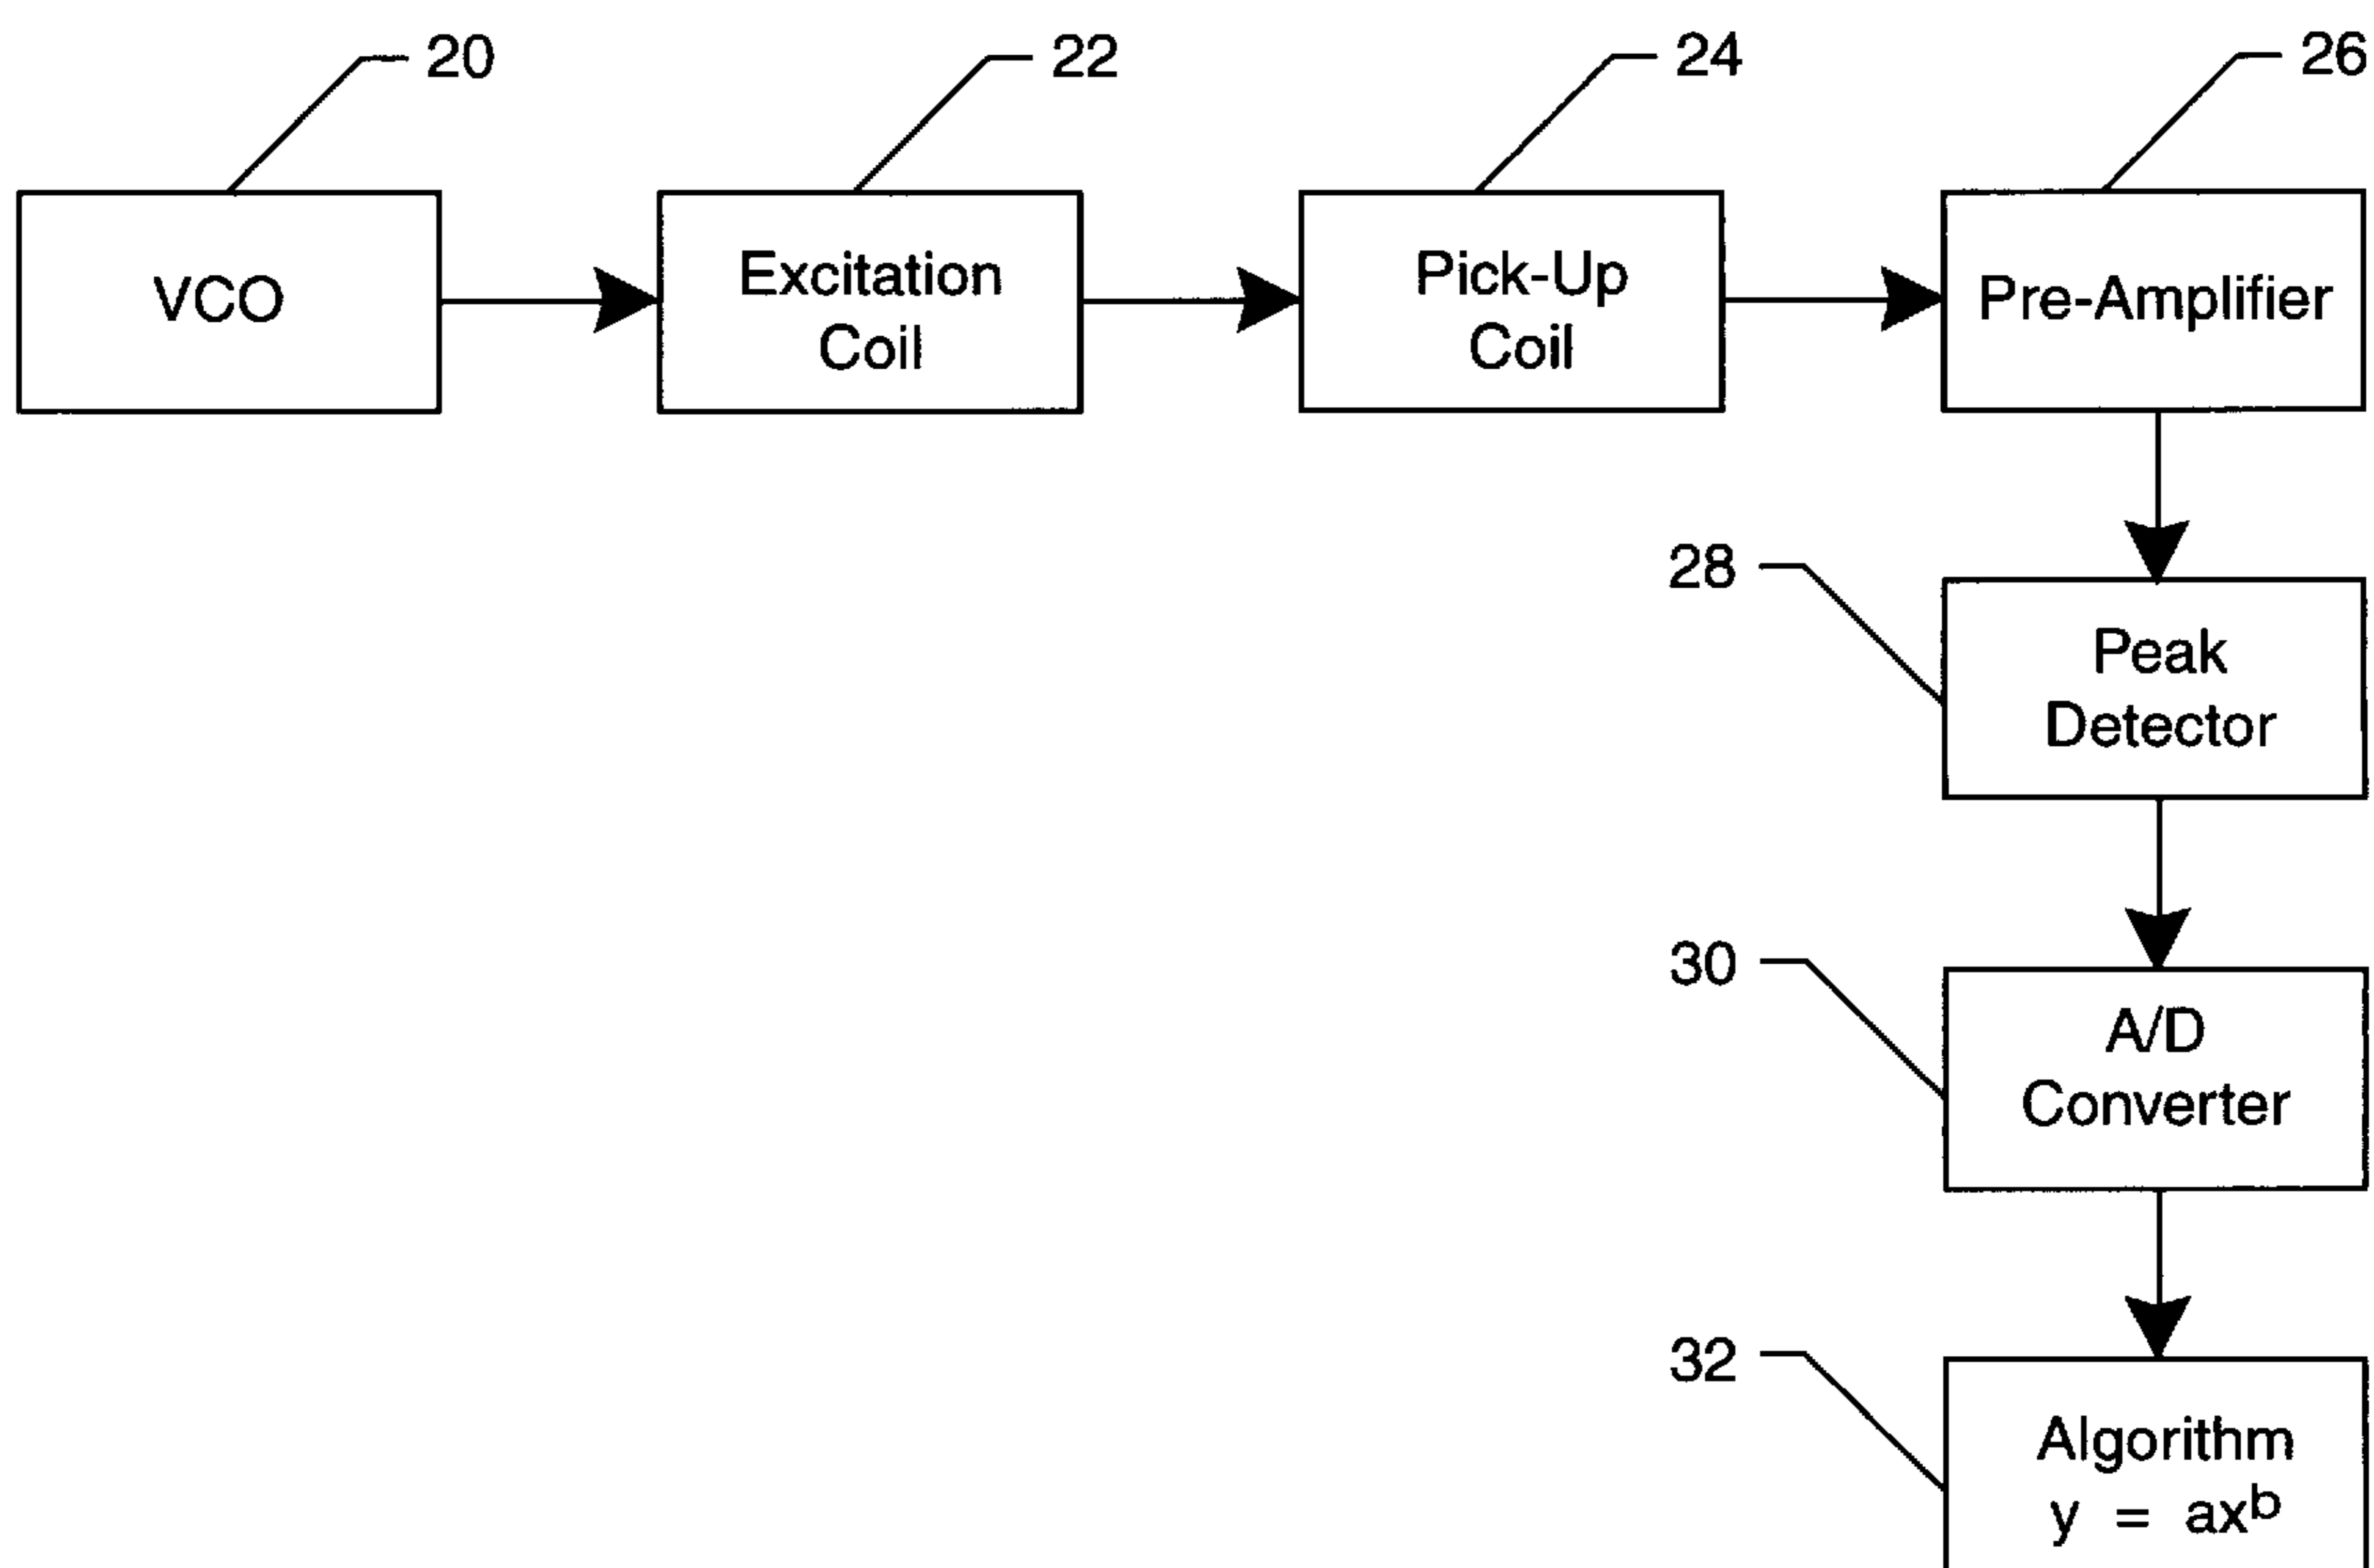 20
22
24
26
VCO
Excitation
Coil
Pick-Up
Coil
Pre-Amplifier
28
Peak
Detector
30
A/D
Converter
32
Algorithm
y = ax^b